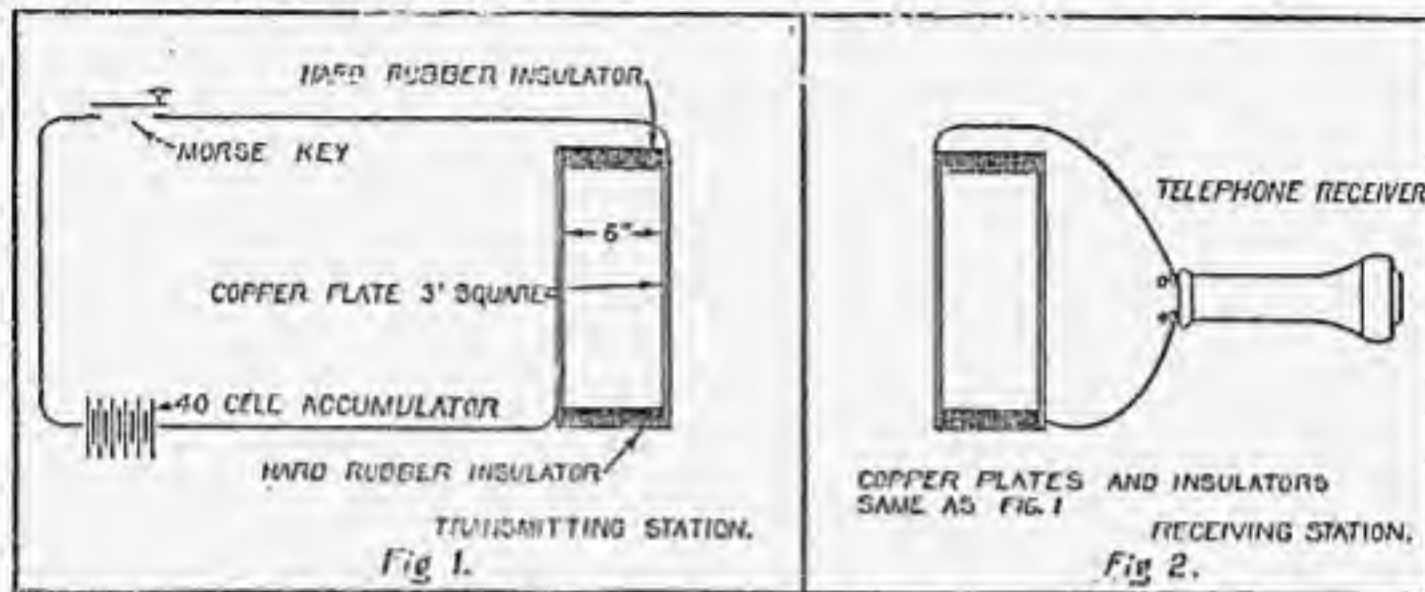 HARD RUBBER INSULATOR
MORSE KEY
6"
COPPER PLATE 3' SQUARE
40 CELL ACCUMULATOR
HARD RUBBER INSULATOR
TRANSMITTING STATION.
Fig 1.
TELEPHONE RECEIVER
COPPER PLATES AND INSULATORS
SAME AS FIG. 1
RECEIVING STATION.
Fig 2.